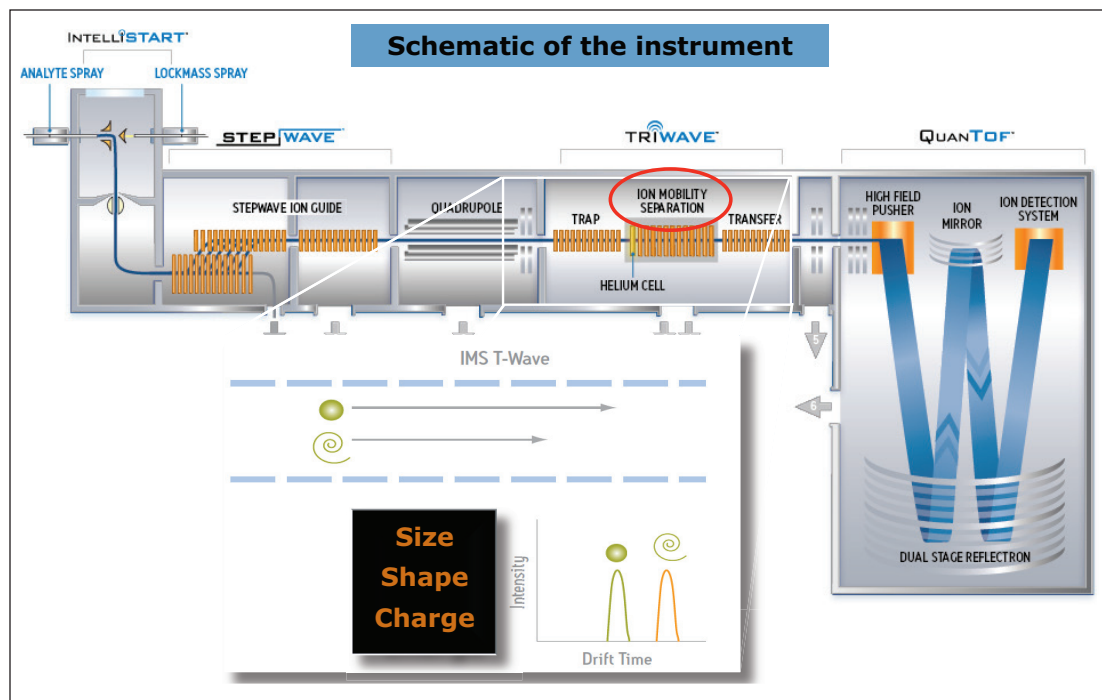 Schematic of the instrument
INTELLISTART
ANALYTE SPRAY
LOCKMASS SPRAY
STEPWAVE
TRIWAVE
QUANTOF
STEPWAVE ION GUIDE
QUADRUPOLE
TRAP
ION MOBILITY
SEPARATION
TRANSFER
HELIUM CELL
HIGH FIELD
PUSHER
ION
MIRROR
ION DETECTION
SYSTEM
5
6
DUAL STAGE REFLECTRON
IMS T-Wave
Size
Shape
Charge
Intensity
Drift Time